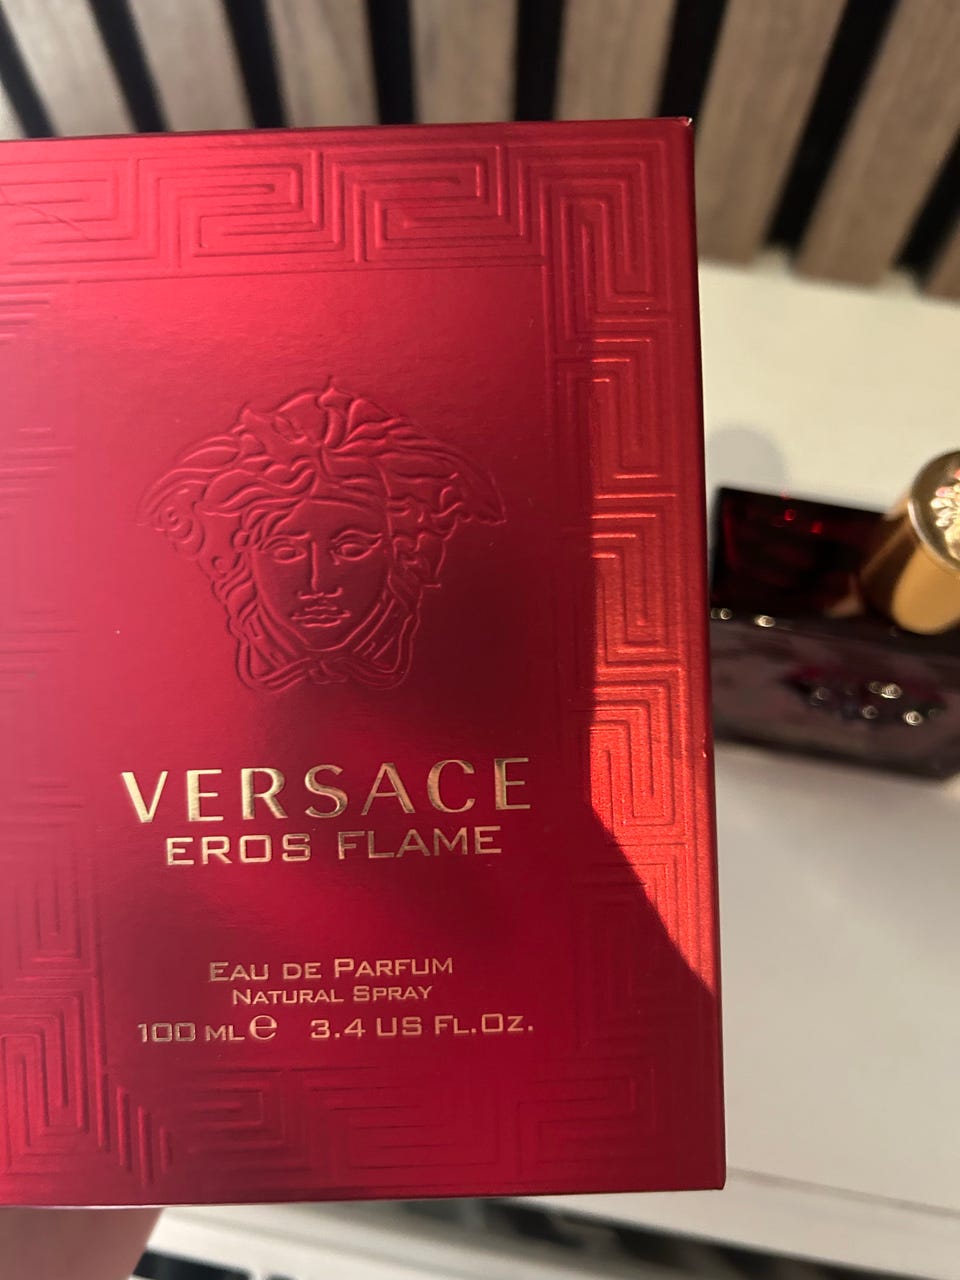 VERSACE
EROS FLAME
EAU DE PARFUM
NATURAL SPRAY
100 ML ℮ 3.4 US FL.OZ.